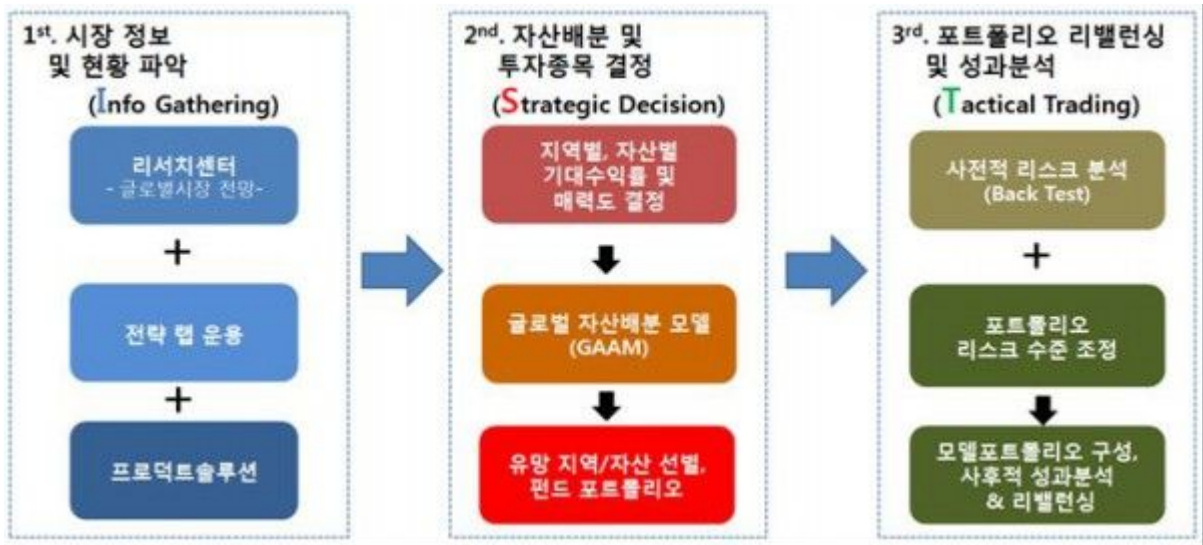 1st. 시장 정보
및 현황 파악
(Info Gathering)
리서치센터
- 글로벌시장 전망-
+
전략 랩 운용
+
프로덕트솔루션
2nd. 자산배분 및
투자종목 결정
(Strategic Decision)
지역별, 자산별
기대수익률 및
매력도 결정
글로벌 자산배분 모델
(GAAM)
유망 지역/자산 선별,
펀드 포트폴리오
3rd. 포트폴리오 리밸런싱
및 성과분석
(Tactical Trading)
사전적 리스크 분석
(Back Test)
+
포트폴리오
리스크 수준 조정
모델포트폴리오 구성,
사후적 성과분석
& 리밸런싱